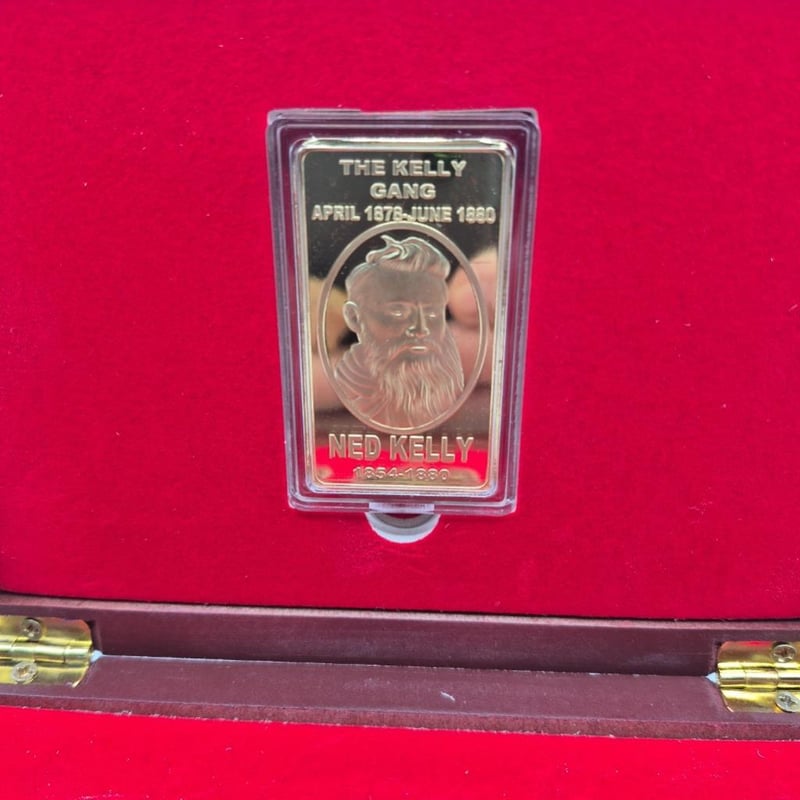 THE KELLY
GANG
APRIL 1878-JUNE 1880
NED KELLY
1854-1880